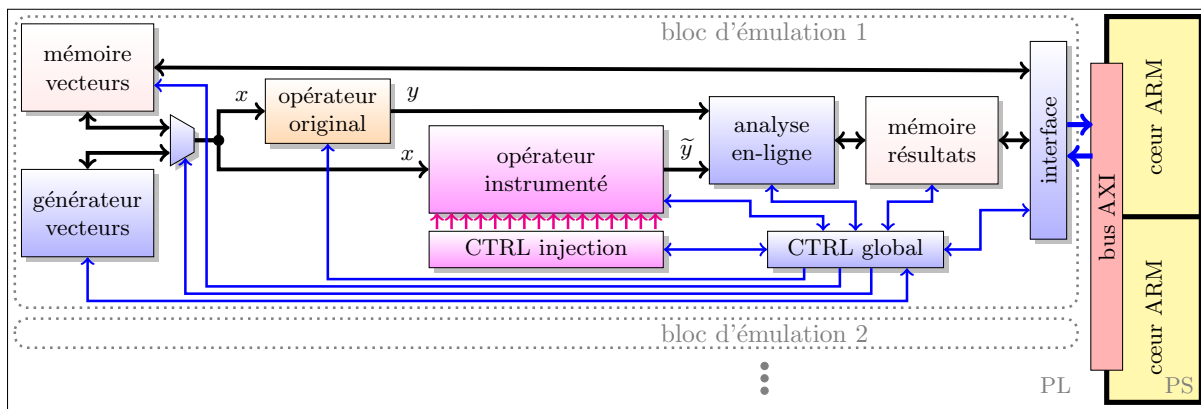 bloc d'émulation 1
mémoire
vecteurs
générateur
vecteurs
x
opérateur
original
y
x
opérateur
instrumenté
ỹ
CTRL injection
analyse
en-ligne
mémoire
résultats
CTRL global
interface
bus AXI
cœur ARM
cœur ARM
bloc d'émulation 2
PL
PS